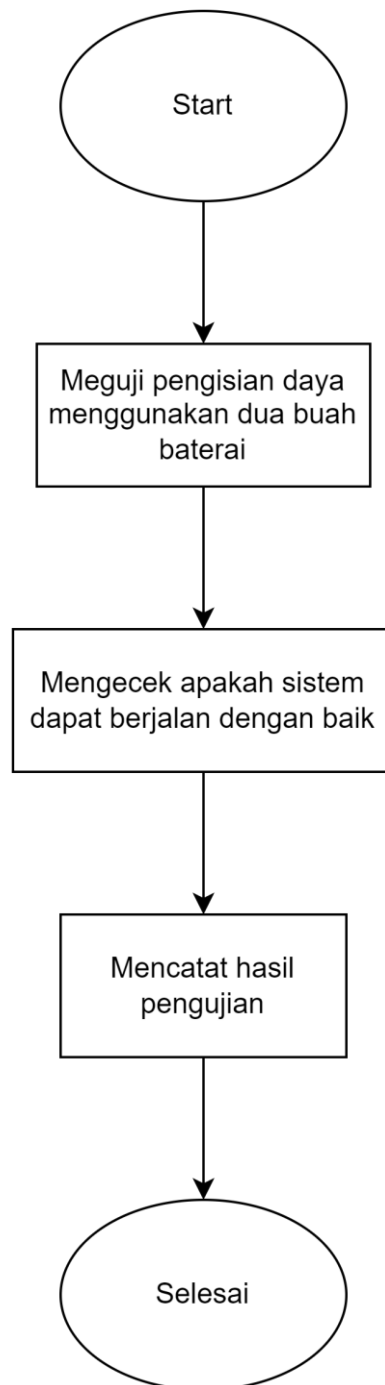 Start
Meguji pengisian daya
menggunakan dua buah
baterai
Mengecek apakah sistem
dapat berjalan dengan baik
Mencatat hasil
pengujian
Selesai